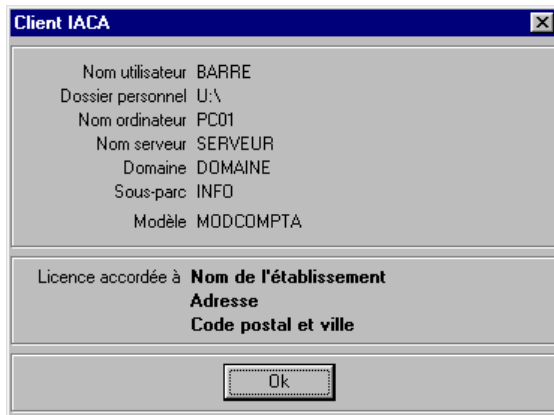 Client IACA
Nom utilisateur BARRE
Dossier personnel U:\
Nom ordinateur PC01
Nom serveur SERVEUR
Domaine DOMAINE
Sous-parc INFO
Modèle MODCOMPTA
Licence accordée à Nom de l'établissement
Adresse
Code postal et ville
Ok